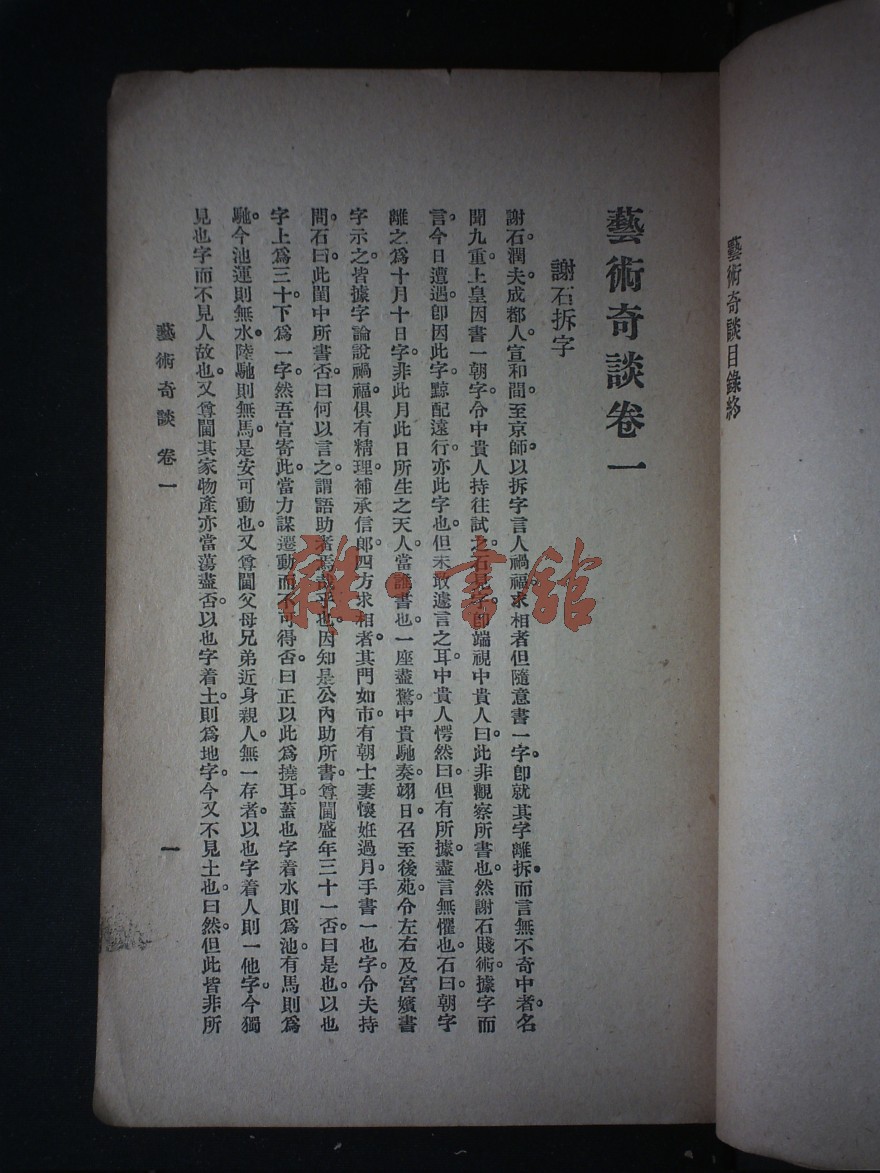 藝術奇談目錄終
藝術奇談卷一
謝石拆字
謝石潤夫成都人。宣和間。至京師。以拆字言人禍福。求相者但隨意書一字。卽就其字離拆。而言無不奇中者。名
聞九重。上皇因書一朝字。令中貴人持往試之。石見字。卽端視中貴人曰。此非觀察所書也。然謝石賤術。據字而
言。今日遭遇。卽因此字。黥配遠行。亦此字也。但未敢遽言之耳。中貴人愕然曰。但有所據。盡言無懼也。石曰。朝字
離之爲十月十日字。非此月此日所生之天人。當誰書也。一座盡驚。中貴馳奏。翊日召至後苑。令左右及宮嬪書
字示之。皆據字論說禍福。俱有精理。補承信郎。四方求相者。其門如市。有朝士妻懷姙過月。手書一也字。令夫持
問。石曰。此閨中所書否。曰何以言之。謂語助者焉哉乎也。因知是公內助所書。尊閫盛年三十一否。曰是也。以也
字上爲三十。下爲一字。然吾官寄此。當力謀遷動而不可得否。曰正以此爲撓耳。蓋也字着水則爲池。有馬則爲
馳。今池運則無水。陸馳則無馬。是安可動也。又尊閫父母兄弟近身親人。無一存者。以也字着人則一他字。今獨
見也字而不見人故也。又尊閫其家物產亦當蕩盡否。以也字着土。則爲地字。今又不見土也。曰然。但此皆非所
藝術奇談 卷一
一
雜·書館